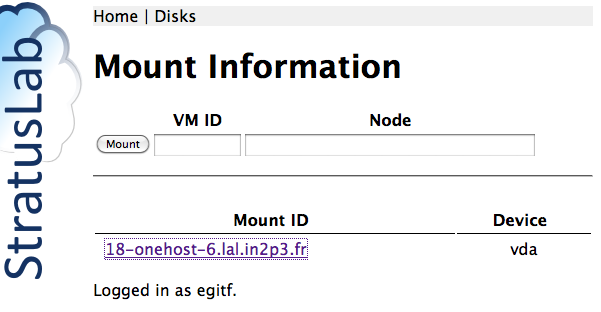 StratusLab
Home | Disks
Mount Information
VM ID Node
Mount
Mount ID Device
18-onehost-6.lal.in2p3.fr vda
Logged in as egitf.